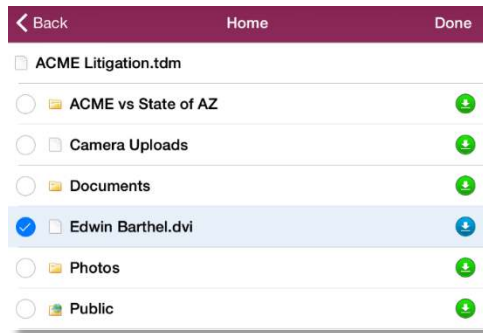 Back Home Done
ACME Litigation.tdm
ACME vs State of AZ
Camera Uploads
Documents
Edwin Barthel.dvi
Photos
Public